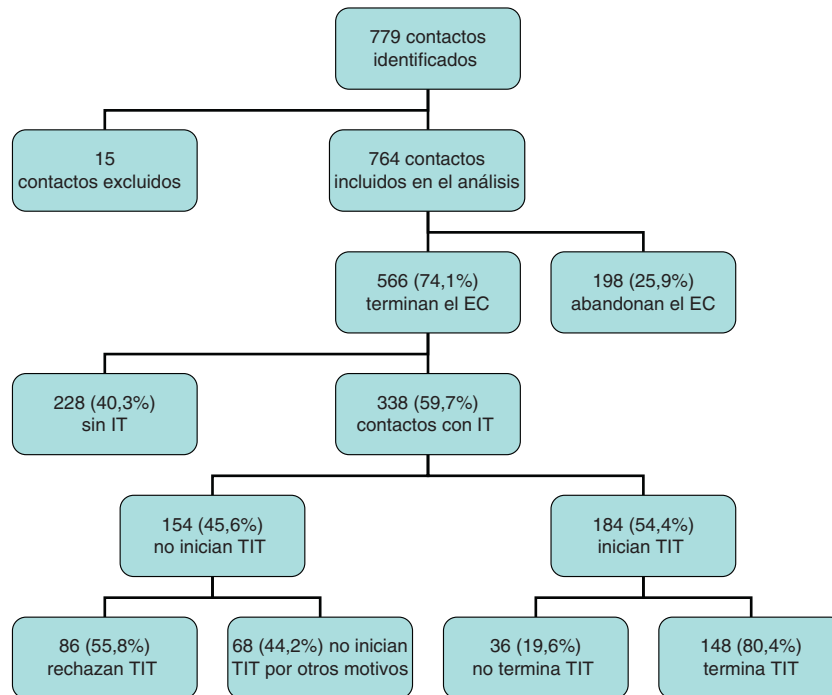 779 contactos
identificados
15
contactos excluidos
764 contactos
incluidos en el análisis
566 (74,1%)
terminan el EC
198 (25,9%)
abandonan el EC
228 (40,3%)
sin IT
338 (59,7%)
contactos con IT
154 (45,6%)
no inician TIT
184 (54,4%)
inician TIT
86 (55,8%)
rechazan TIT
68 (44,2%) no inician
TIT por otros motivos
36 (19,6%)
no termina TIT
148 (80,4%)
termina TIT